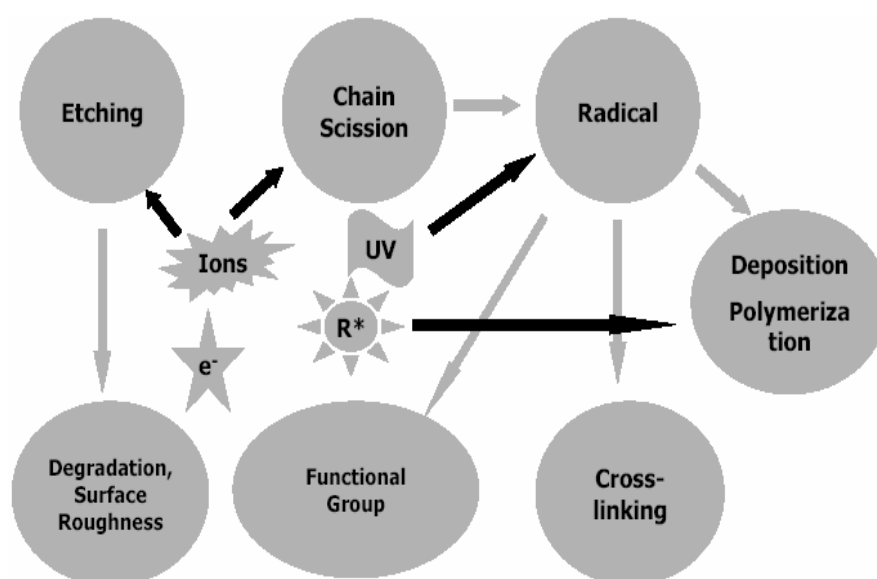 Etching
Chain
Scission
Radical
Ions
UV
Deposition
Polymeriza
tion
R*
e-
Degradation,
Surface
Roughness
Functional
Group
Cross-
linking